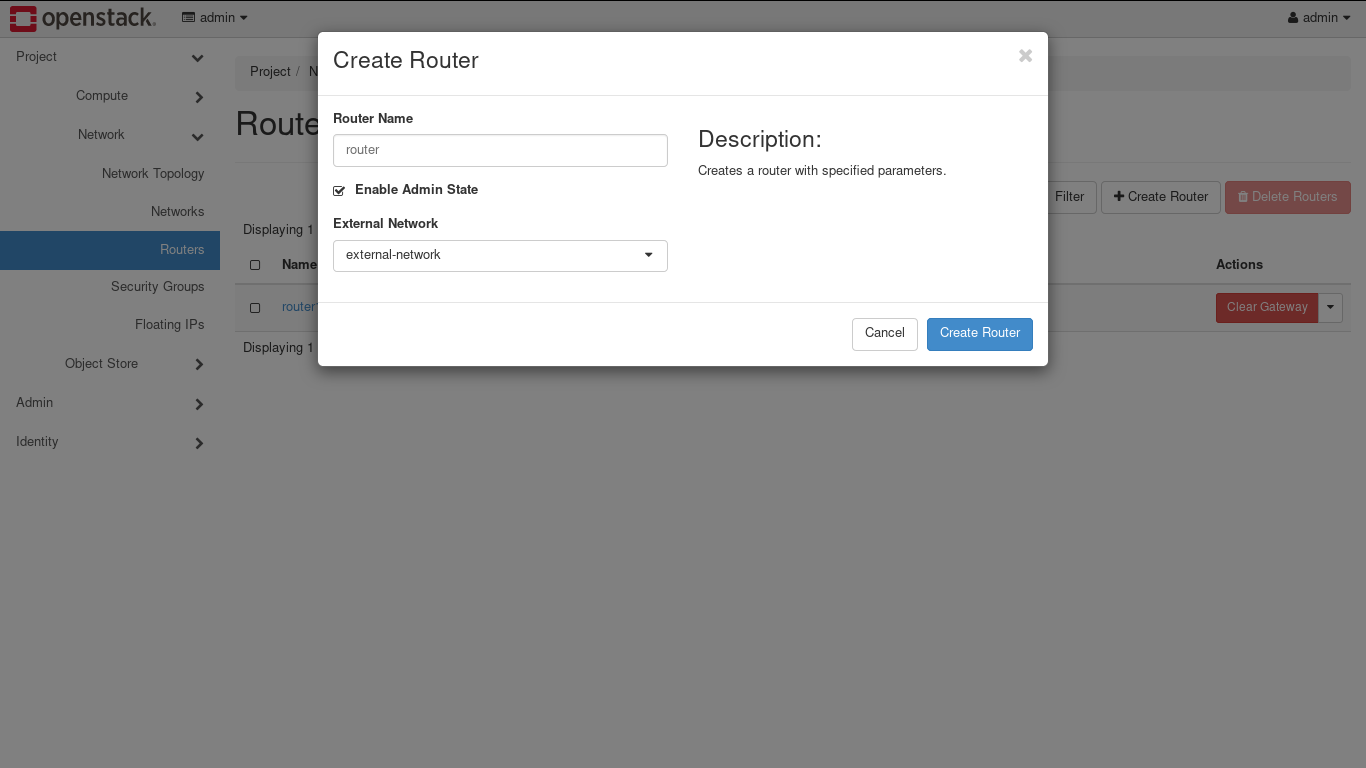 openstack.
admin
admin
Project
Compute
Network
Network Topology
Networks
Routers
Security Groups
Floating IPs
Object Store
Admin
Identity
Project /
Create Router
Router Name
router
Enable Admin State
External Network
external-network
Description:
Creates a router with specified parameters.
Cancel
Create Router
Filter
Create Router
Delete Routers
Displaying 1
Name
Actions
Clear Gateway
Displaying 1